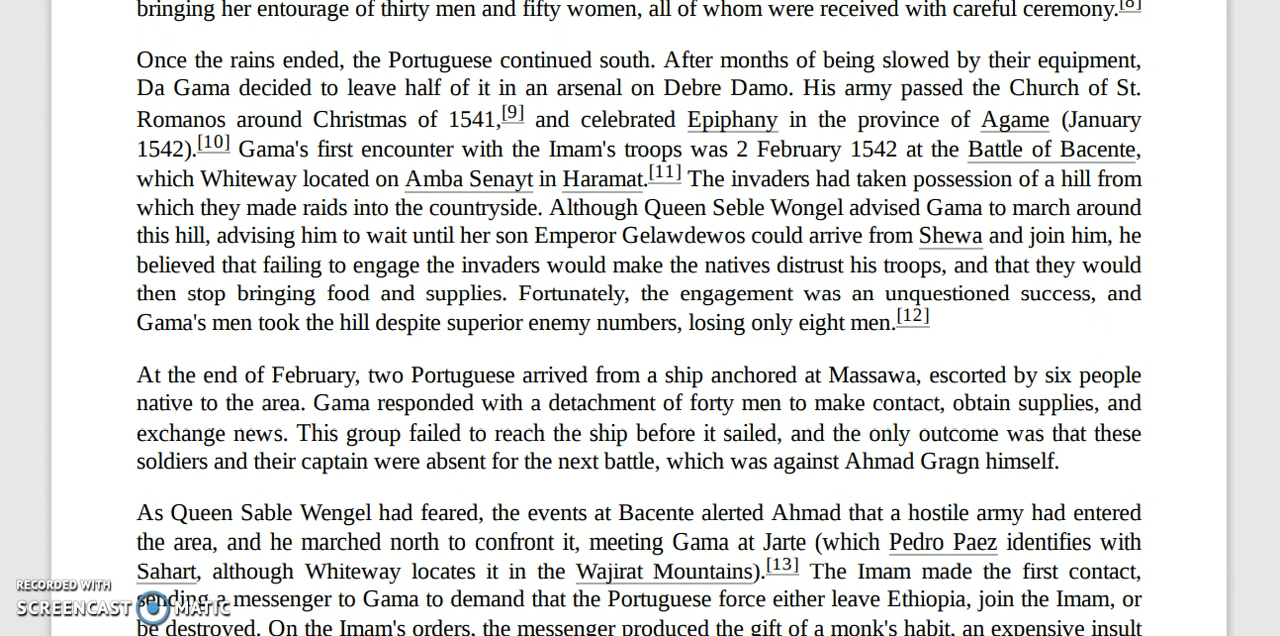 bringing her entourage of thirty men and fifty women, all of whom were received with careful ceremony.[8]
Once the rains ended, the Portuguese continued south. After months of being slowed by their equipment,
Da Gama decided to leave half of it in an arsenal on Debre Damo. His army passed the Church of St.
Romanos around Christmas of 1541,[9] and celebrated Epiphany in the province of Agame (January
1542).[10] Gama's first encounter with the Imam's troops was 2 February 1542 at the Battle of Bacente,
which Whiteway located on Amba Senayt in Haramat.[11] The invaders had taken possession of a hill from
which they made raids into the countryside. Although Queen Seble Wongel advised Gama to march around
this hill, advising him to wait until her son Emperor Gelawdewos could arrive from Shewa and join him, he
believed that failing to engage the invaders would make the natives distrust his troops, and that they would
then stop bringing food and supplies. Fortunately, the engagement was an unquestioned success, and
Gama's men took the hill despite superior enemy numbers, losing only eight men.[12]
At the end of February, two Portuguese arrived from a ship anchored at Massawa, escorted by six people
native to the area. Gama responded with a detachment of forty men to make contact, obtain supplies, and
exchange news. This group failed to reach the ship before it sailed, and the only outcome was that these
soldiers and their captain were absent for the next battle, which was against Ahmad Gragn himself.
As Queen Sable Wengel had feared, the events at Bacente alerted Ahmad that a hostile army had entered
the area, and he marched north to confront it, meeting Gama at Jarte (which Pedro Paez identifies with
Sahart, although Whiteway locates it in the Wajirat Mountains).[13] The Imam made the first contact,
sending a messenger to Gama to demand that the Portuguese force either leave Ethiopia, join the Imam, or
be destroyed. On the Imam's orders, the messenger produced the gift of a monk's habit, an expensive insult
RECORDED WITH
SCREENCAST MATIC